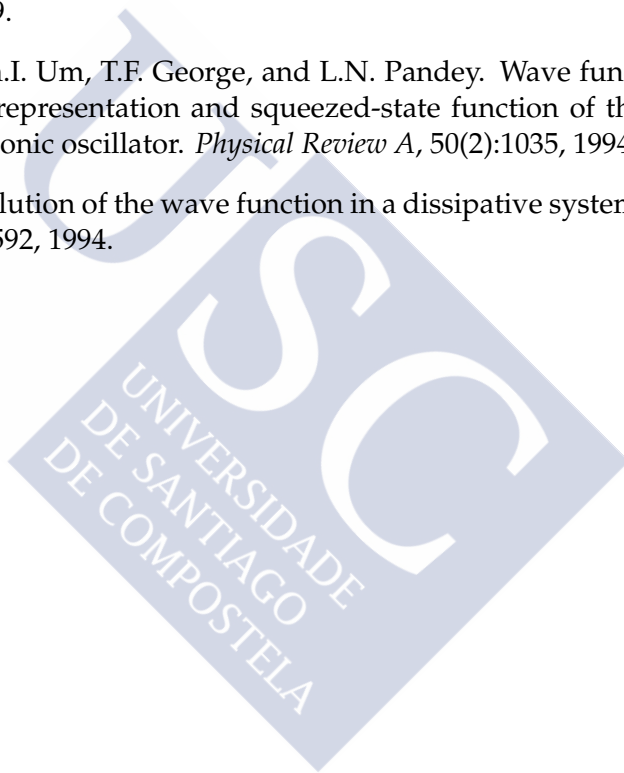 9.
n.I. Um, T.F. George, and L.N. Pandey. Wave fun
representation and squeezed-state function of th
onic oscillator. Physical Review A, 50(2):1035, 1994
lution of the wave function in a dissipative system
592, 1994.
USC
UNIVERSIDADE
DE SANTIAGO
DE COMPOSTELA